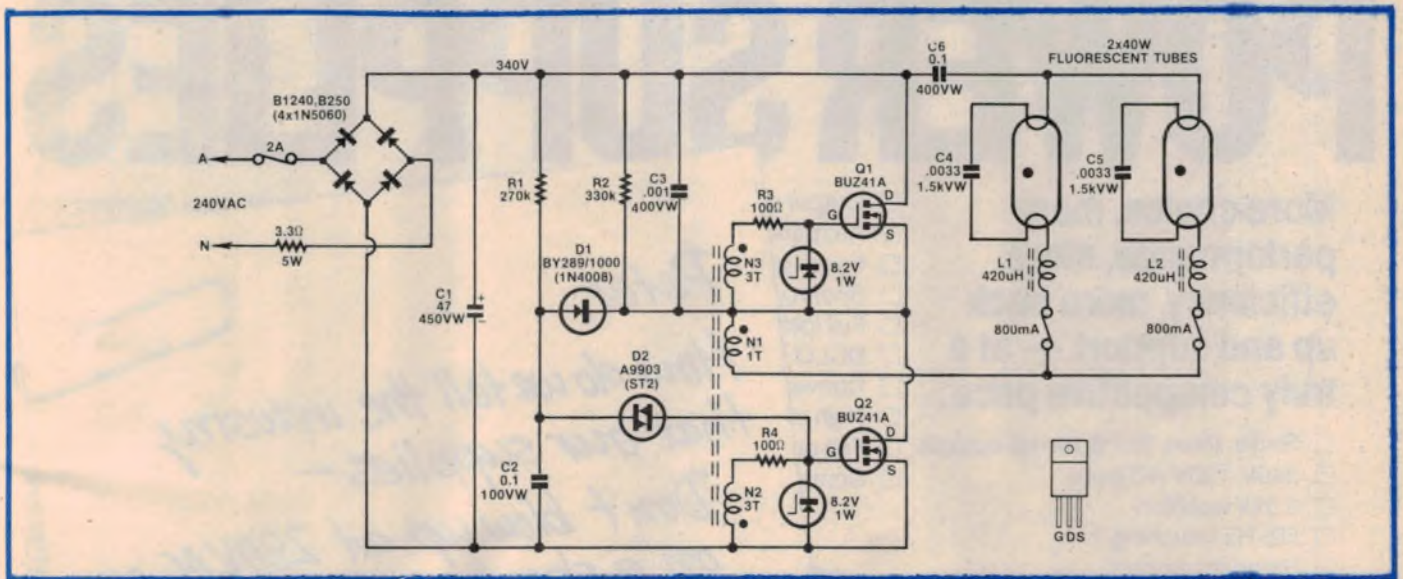 340V
C6
0.1
400VW
2x40W
FLUORESCENT TUBES
B1240,B250
(4x1N5060)
A
2A
240VAC
N
3.3Ω
5W
C1
47
450VW
+
−
R1
270k
R2
330k
C3
.001
400VW
D1
BY289/1000
(1N4008)
D2
A9903
(ST2)
C2
0.1
100VW
R3
100Ω
N3
3T
N1
1T
R4
100Ω
N2
3T
Q1
BUZ41A
D
G
S
8.2V
1W
Q2
BUZ41A
D
G
S
8.2V
1W
C4
.0033
1.5kVW
C5
.0033
1.5kVW
L1
420uH
L2
420uH
800mA
800mA
GDS